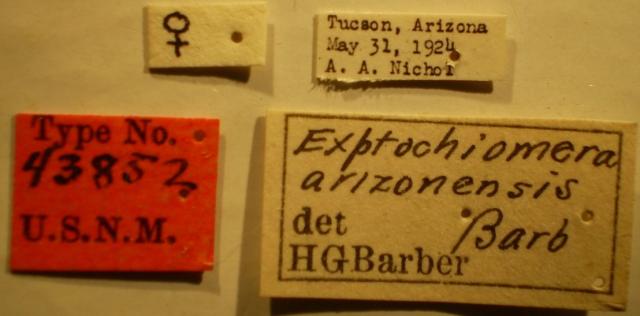 ♀
Tucson, Arizona
May 31, 1924
A. A. Nichol
Type No.
43852
U.S.N.M.
Exptochiomera
arizonensis
Barb
det
HGBarber